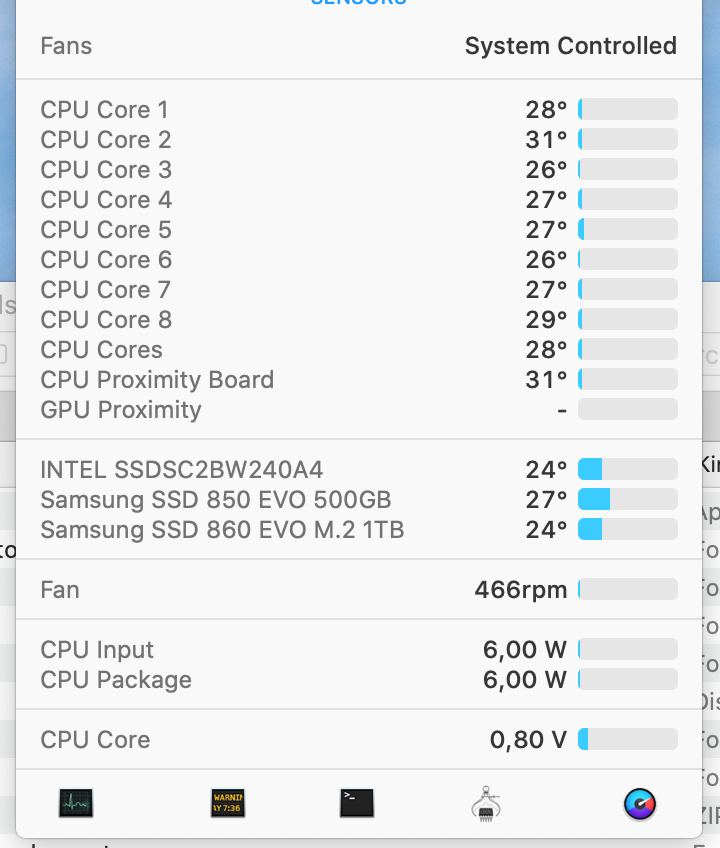 SENSORS
Fans System Controlled
CPU Core 1 28°
CPU Core 2 31°
CPU Core 3 26°
CPU Core 4 27°
CPU Core 5 27°
CPU Core 6 26°
CPU Core 7 27°
CPU Core 8 29°
CPU Cores 28°
CPU Proximity Board 31°
GPU Proximity -
INTEL SSDSC2BW240A4 24°
Samsung SSD 850 EVO 500GB 27°
Samsung SSD 860 EVO M.2 1TB 24°
Fan 466rpm
CPU Input 6,00 W
CPU Package 6,00 W
CPU Core 0,80 V
WARNIN
AY 7:36